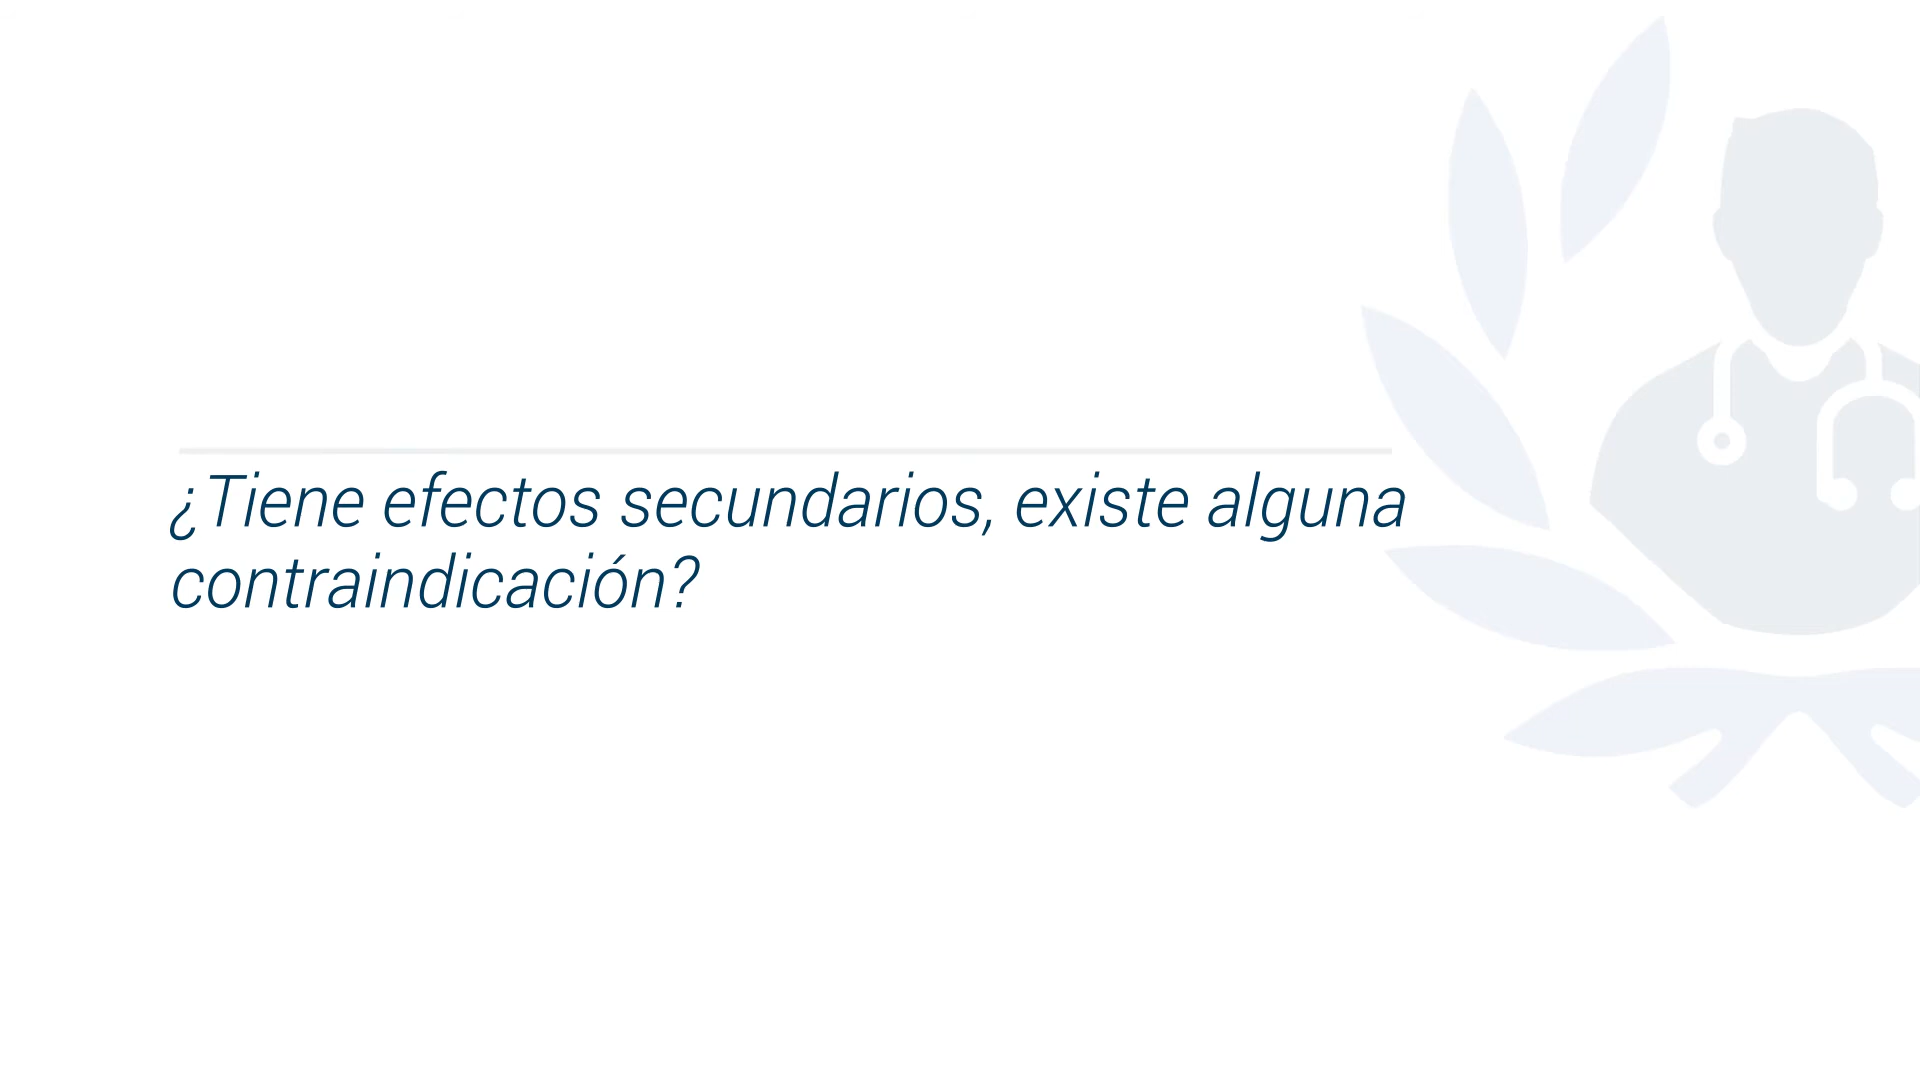 ¿Tiene efectos secundarios, existe alguna
contraindicación?